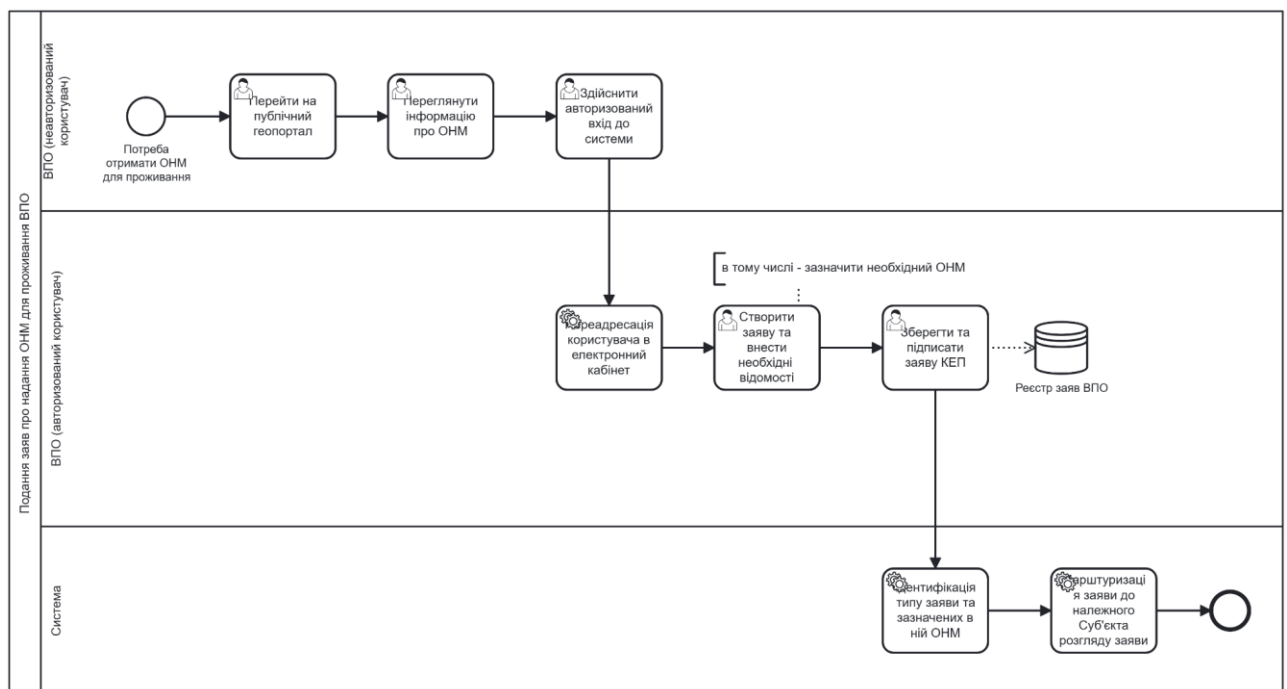 Подання заяв про надання ОНМ для проживання ВПО
ВПО (неавторизований
користувач)
Потреба
отримати ОНМ
для проживання
Перейти на
публічний
геопортал
Переглянути
інформацію
про ОНМ
Здійснити
авторизований
вхід до
системи
ВПО (авторизований користувач)
в тому числі - зазначити необхідний ОНМ
користувача в
електронний
кабінет
Створити
заяву та
внести
необхідні
відомості
Зберегти та
підписати
заяву КЕП
Реєстр заяв ВПО
Система
типу заяви та
зазначених в
ній ОНМ
я заяви до
належного
Суб'єкта
розгляду заяви